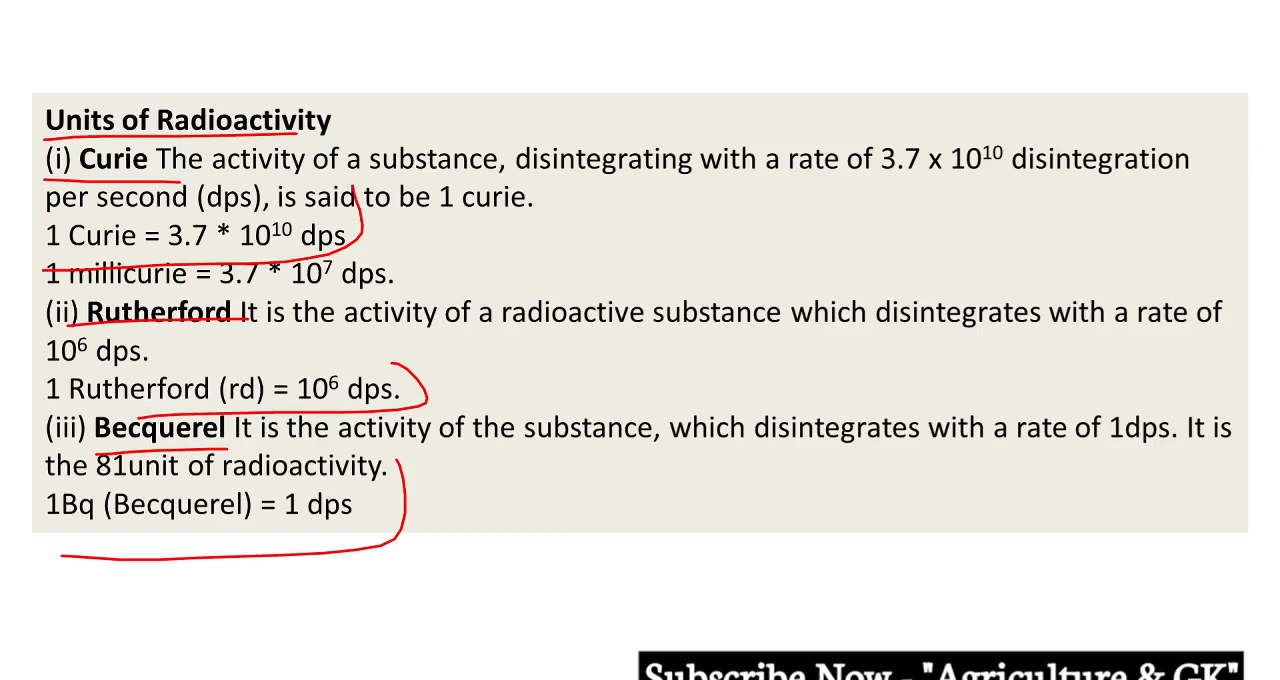 Units of Radioactivity
(i) Curie The activity of a substance, disintegrating with a rate of 3.7 x 10¹⁰ disintegration
per second (dps), is said to be 1 curie.
1 Curie = 3.7 * 10¹⁰ dps
1 millicurie = 3.7 * 10⁷ dps.
(ii) Rutherford It is the activity of a radioactive substance which disintegrates with a rate of
10⁶ dps.
1 Rutherford (rd) = 10⁶ dps.
(iii) Becquerel It is the activity of the substance, which disintegrates with a rate of 1dps. It is
the 81unit of radioactivity.
1Bq (Becquerel) = 1 dps
Subscribe Now - "Agriculture & GK"